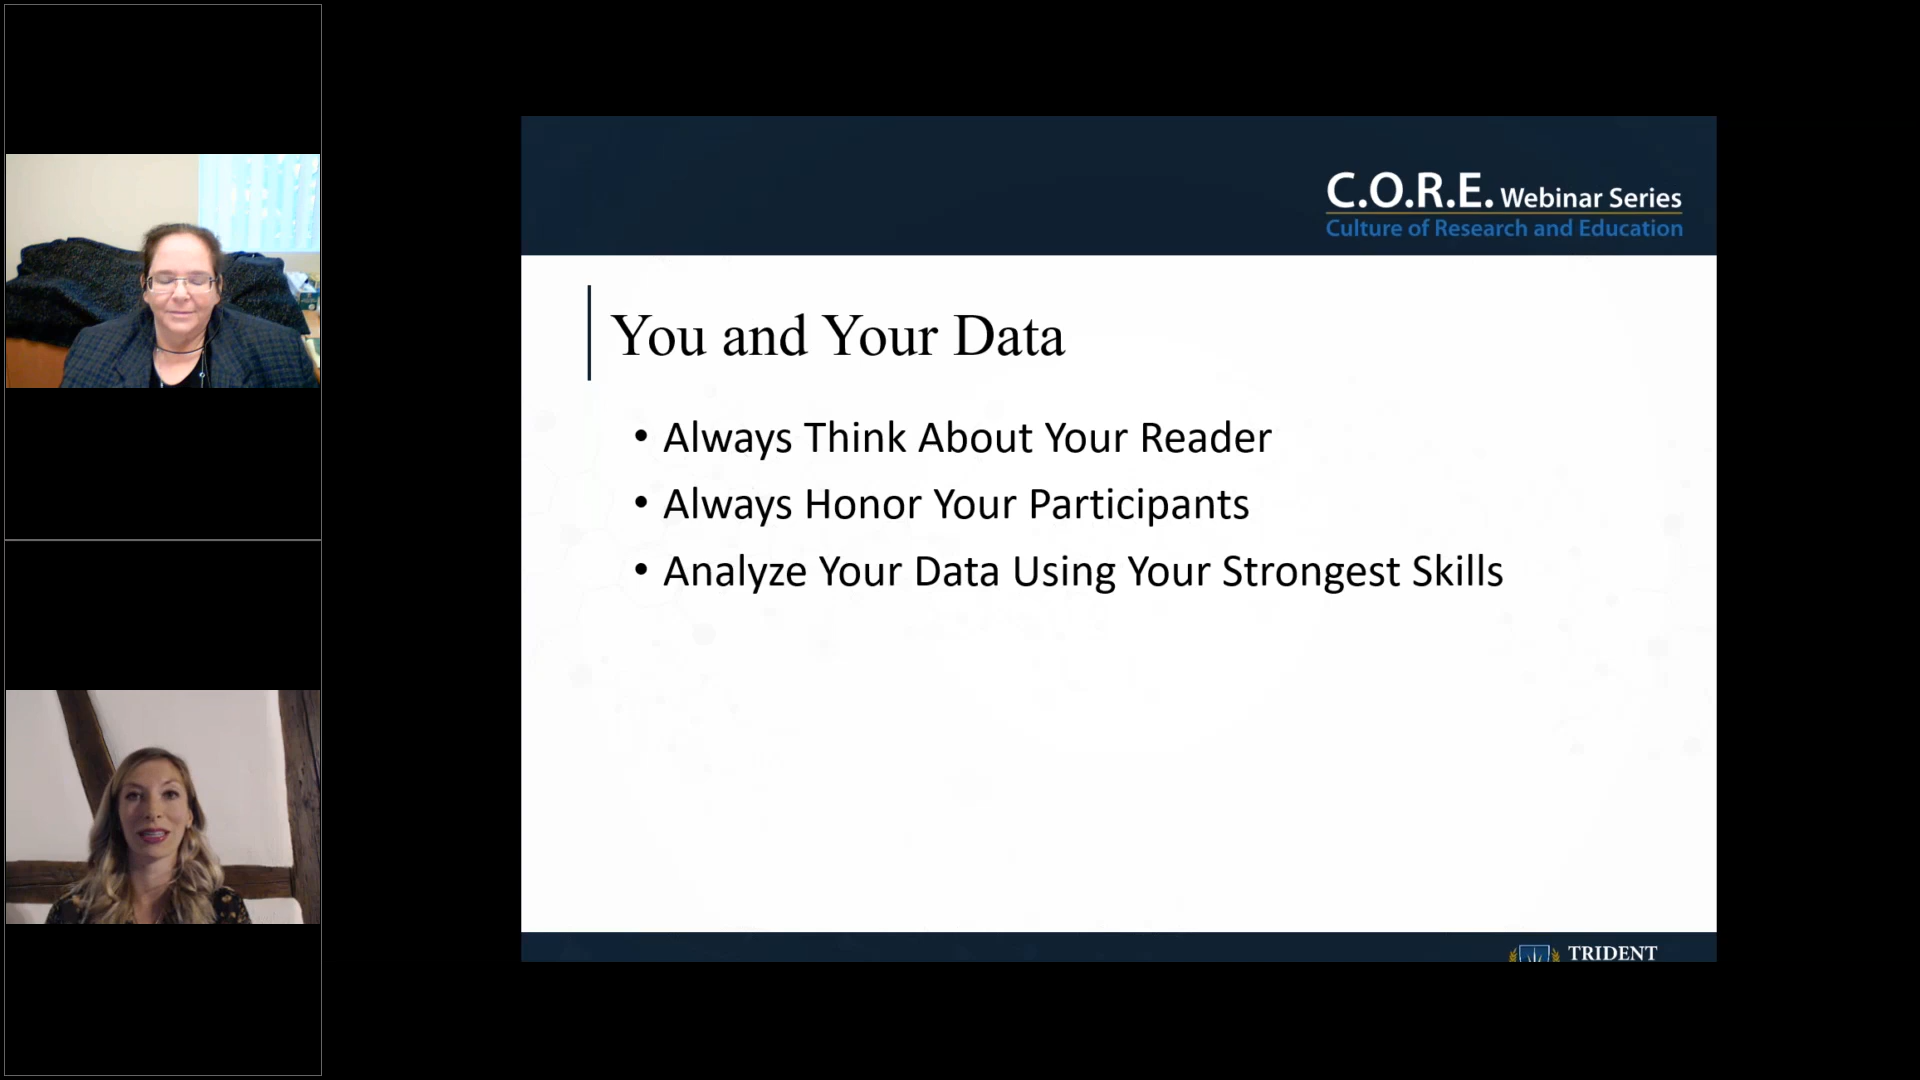 C.O.R.E. Webinar Series
Culture of Research and Education
You and Your Data
• Always Think About Your Reader
• Always Honor Your Participants
• Analyze Your Data Using Your Strongest Skills
TRIDENT